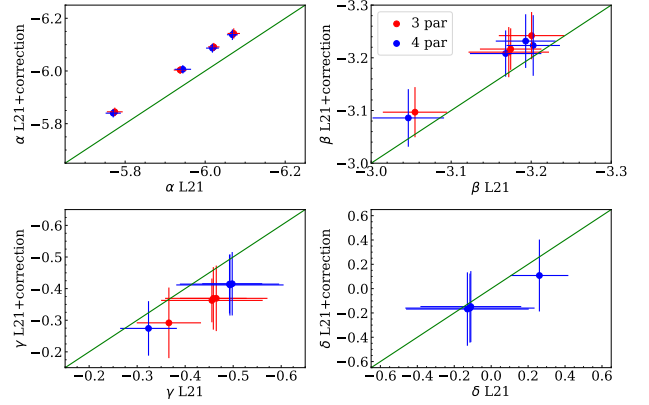 −6.2
−6.0
−5.8
α L21+correction
−5.8 −6.0 −6.2
α L21
−3.3
−3.2
−3.1
−3.0
β L21+correction
3 par
4 par
−3.0 −3.1 −3.2 −3.3
β L21
−0.6
−0.5
−0.4
−0.3
−0.2
γ L21+correction
−0.2 −0.3 −0.4 −0.5 −0.6
γ L21
0.6
0.4
0.2
0.0
−0.2
−0.4
−0.6
δ L21+correction
−0.6 −0.4 −0.2 0.0 0.2 0.4 0.6
δ L21